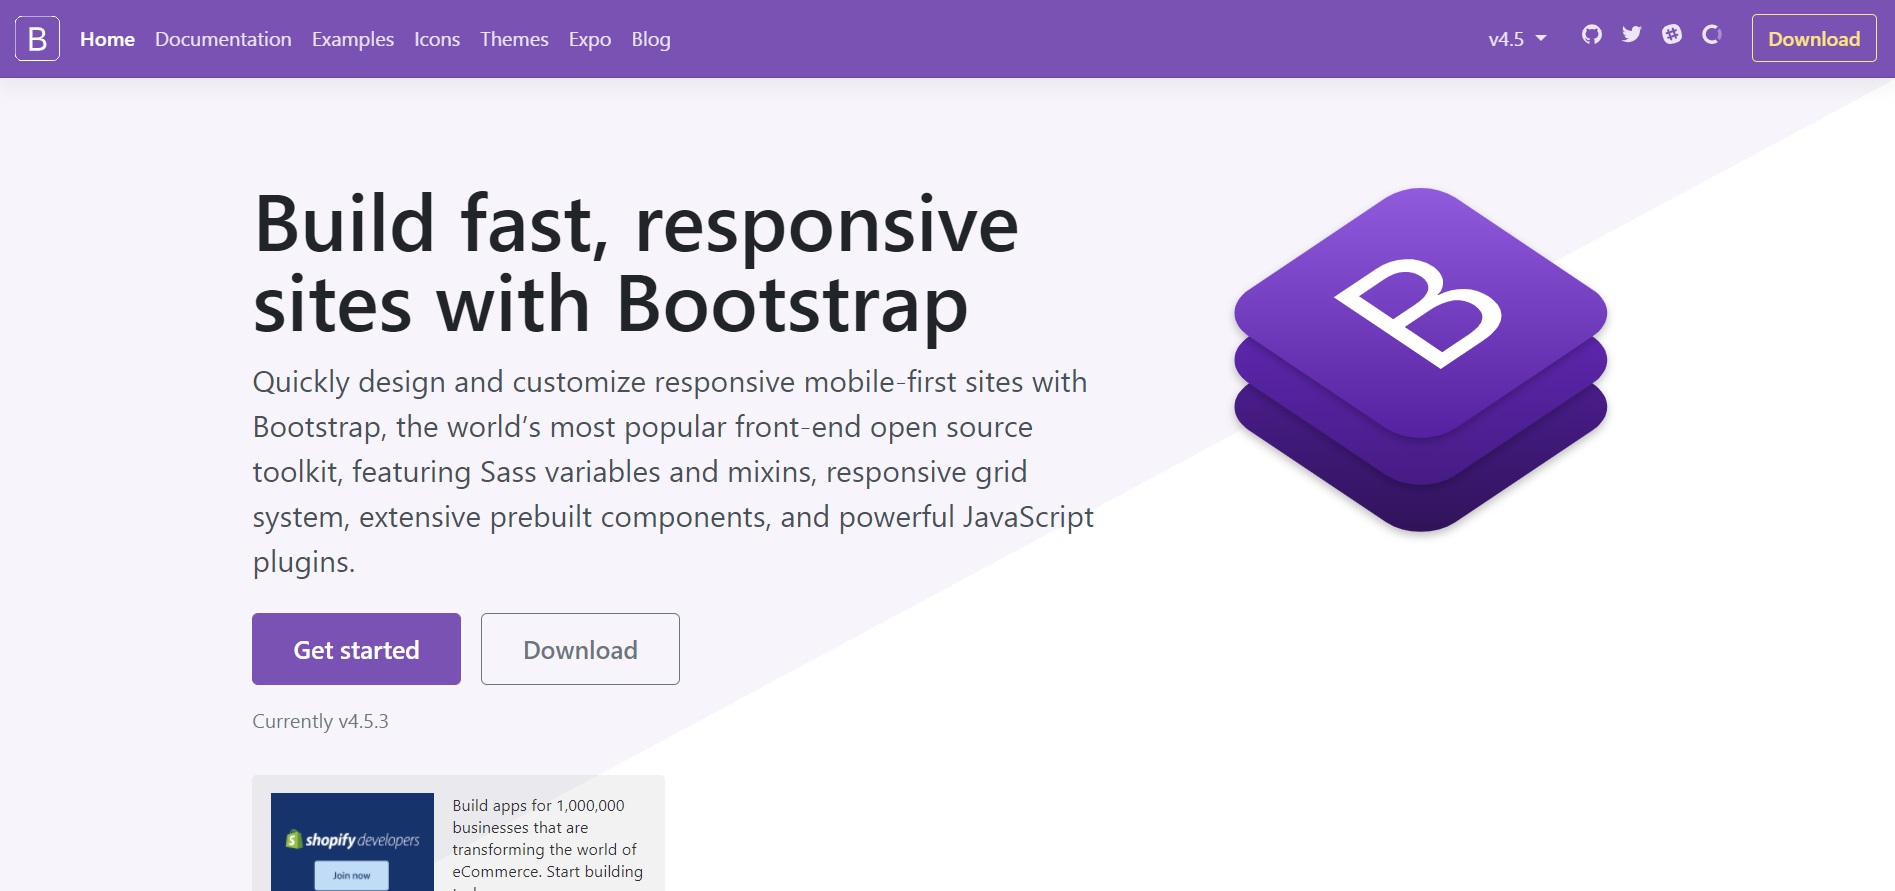 B Home Documentation Examples Icons Themes Expo Blog v4.5 Download
Build fast, responsive
sites with Bootstrap
B
Quickly design and customize responsive mobile-first sites with
Bootstrap, the world’s most popular front-end open source
toolkit, featuring Sass variables and mixins, responsive grid
system, extensive prebuilt components, and powerful JavaScript
plugins.
Get started Download
Currently v4.5.3
shopify developers
Join now
Build apps for 1,000,000
businesses that are
transforming the world of
eCommerce. Start building